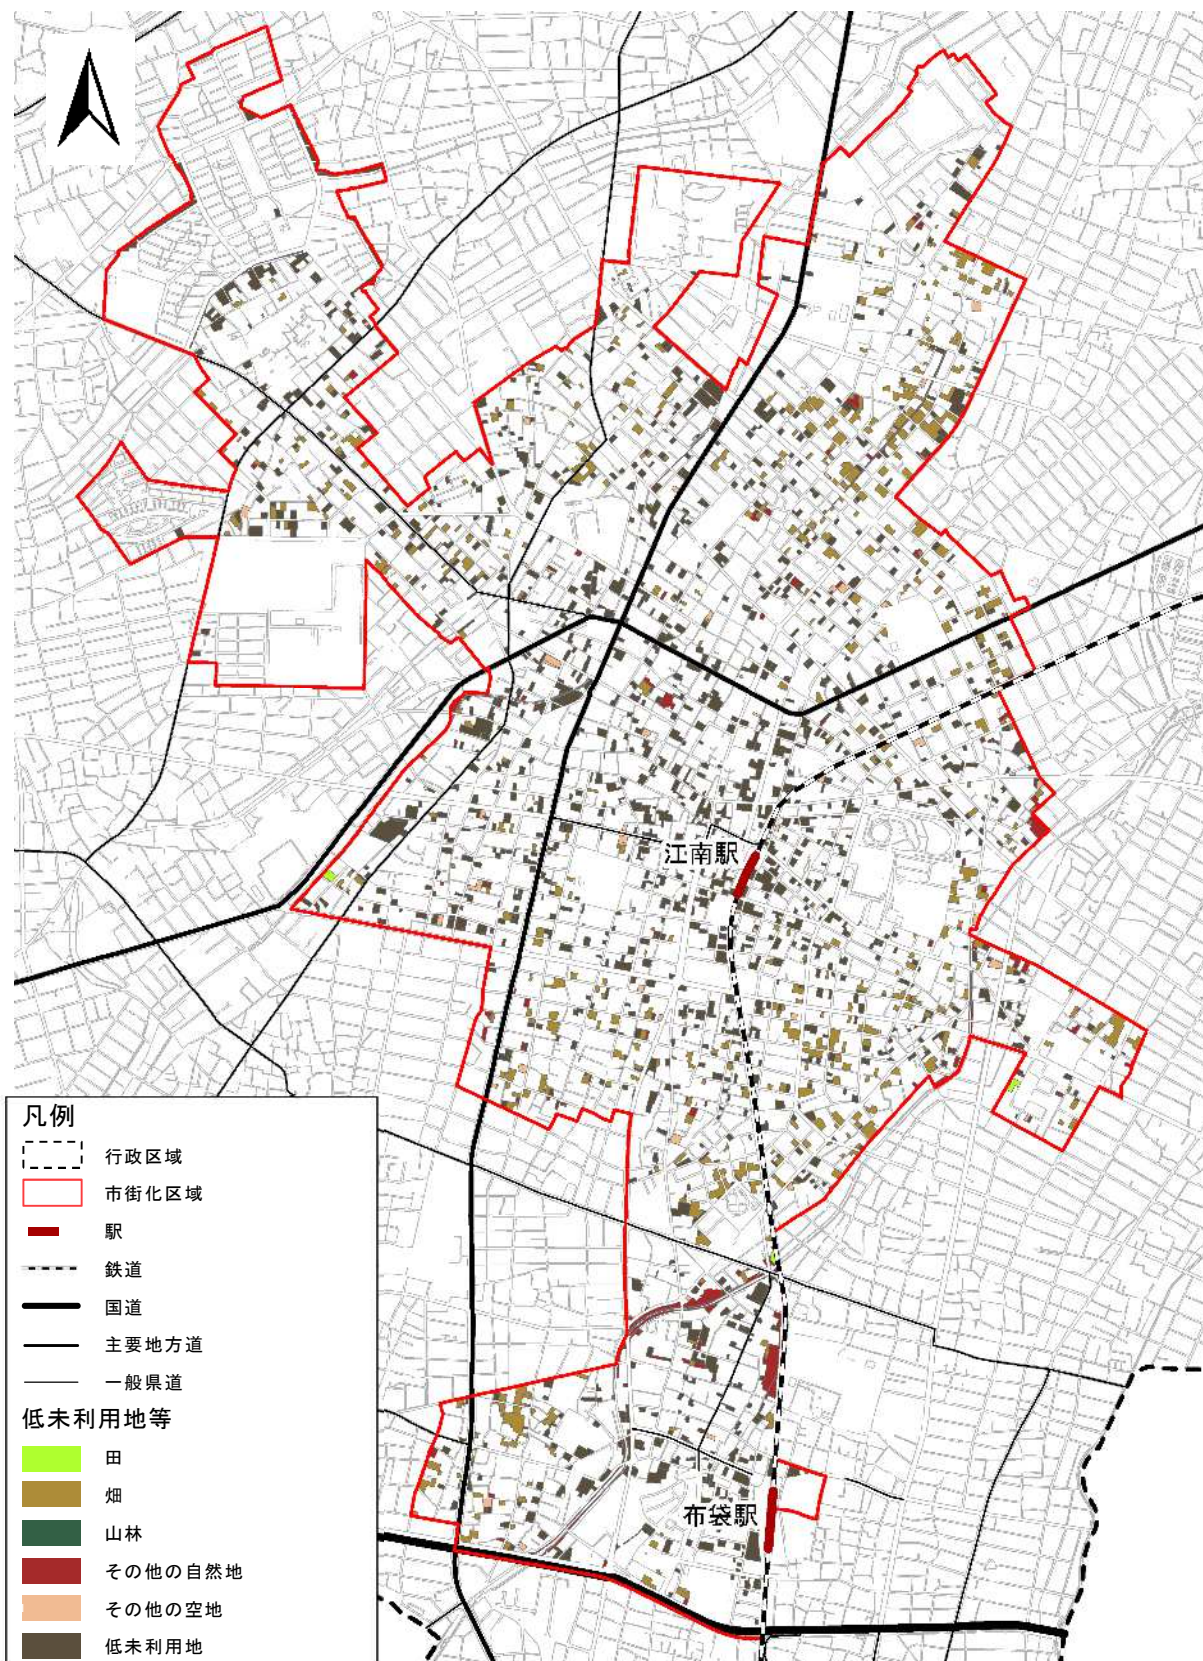 江南駅
布袋駅
凡例
行政区域
市街化区域
駅
鉄道
国道
主要地方道
一般県道
低未利用地等
田
畑
山林
その他の自然地
その他の空地
低未利用地